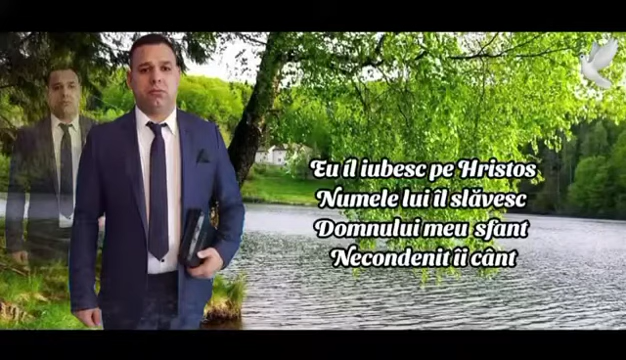 Eu îl iubesc pe Hristos
Numele lui îl slăvesc
Domnului meu sfant
Necondenit îi cânt